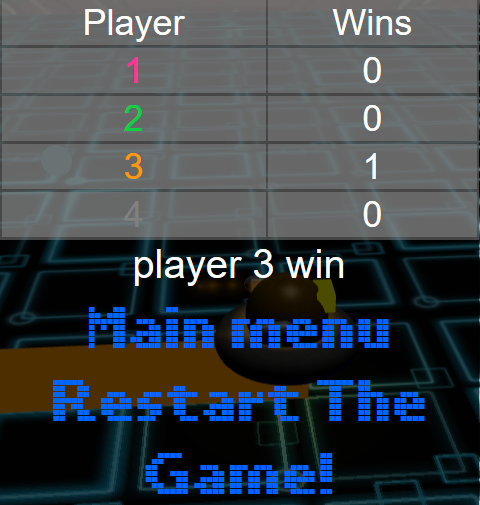 Player Wins
1 0
2 0
3 1
4 0
player 3 win
Main menu
Restart The
Game!